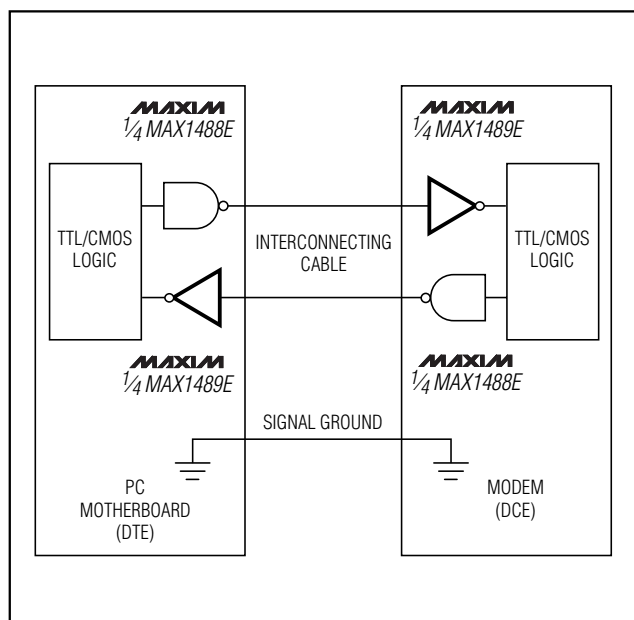 MAXIM
1/4 MAX1488E
MAXIM
1/4 MAX1489E
TTL/CMOS
LOGIC
INTERCONNECTING
CABLE
TTL/CMOS
LOGIC
MAXIM
1/4 MAX1489E
MAXIM
1/4 MAX1488E
SIGNAL GROUND
PC
MOTHERBOARD
(DTE)
MODEM
(DCE)